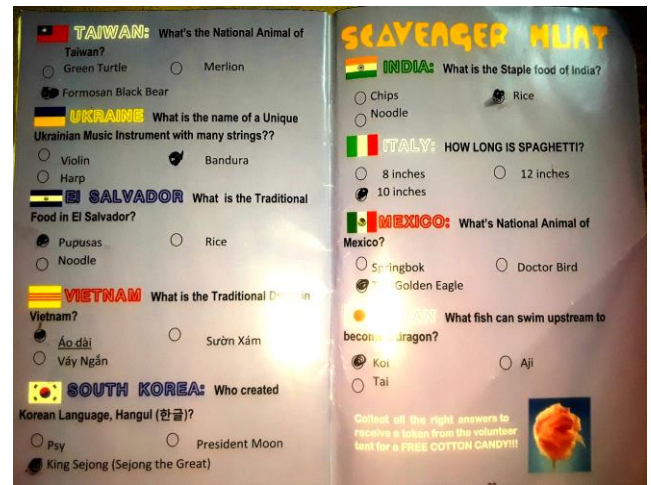 TAIWAN: What's the National Animal of
Taiwan?
Green Turtle Merlion
Formosan Black Bear
UKRAINE What is the name of a Unique
Ukrainian Music Instrument with many strings??
Violin Bandura
Harp
El SALVADOR What is the Traditional
Food in El Salvador?
Pupusas Rice
Noodle
VIETNAM What is the Traditional in
Vietnam?
Áo dài Sườn Xám
Váy Ngắn
SOUTH KOREA: Who created
Korean Language, Hangul (한글)?
Psy President Moon
King Sejong (Sejong the Great)
SCAVENGER HUNT
INDIA: What is the Staple food of India?
Chips Rice
Noodle
ITALY: HOW LONG IS SPAGHETTI?
8 inches 12 inches
10 inches
MEXICO: What's National Animal of
Mexico?
Springbok Doctor Bird
Golden Eagle
What fish can swim upstream to
dragon?
Koi Aji
Tai
Collect all the right answers to
receive a token from the volunteer
tent for a FREE COTTON CANDY!!!